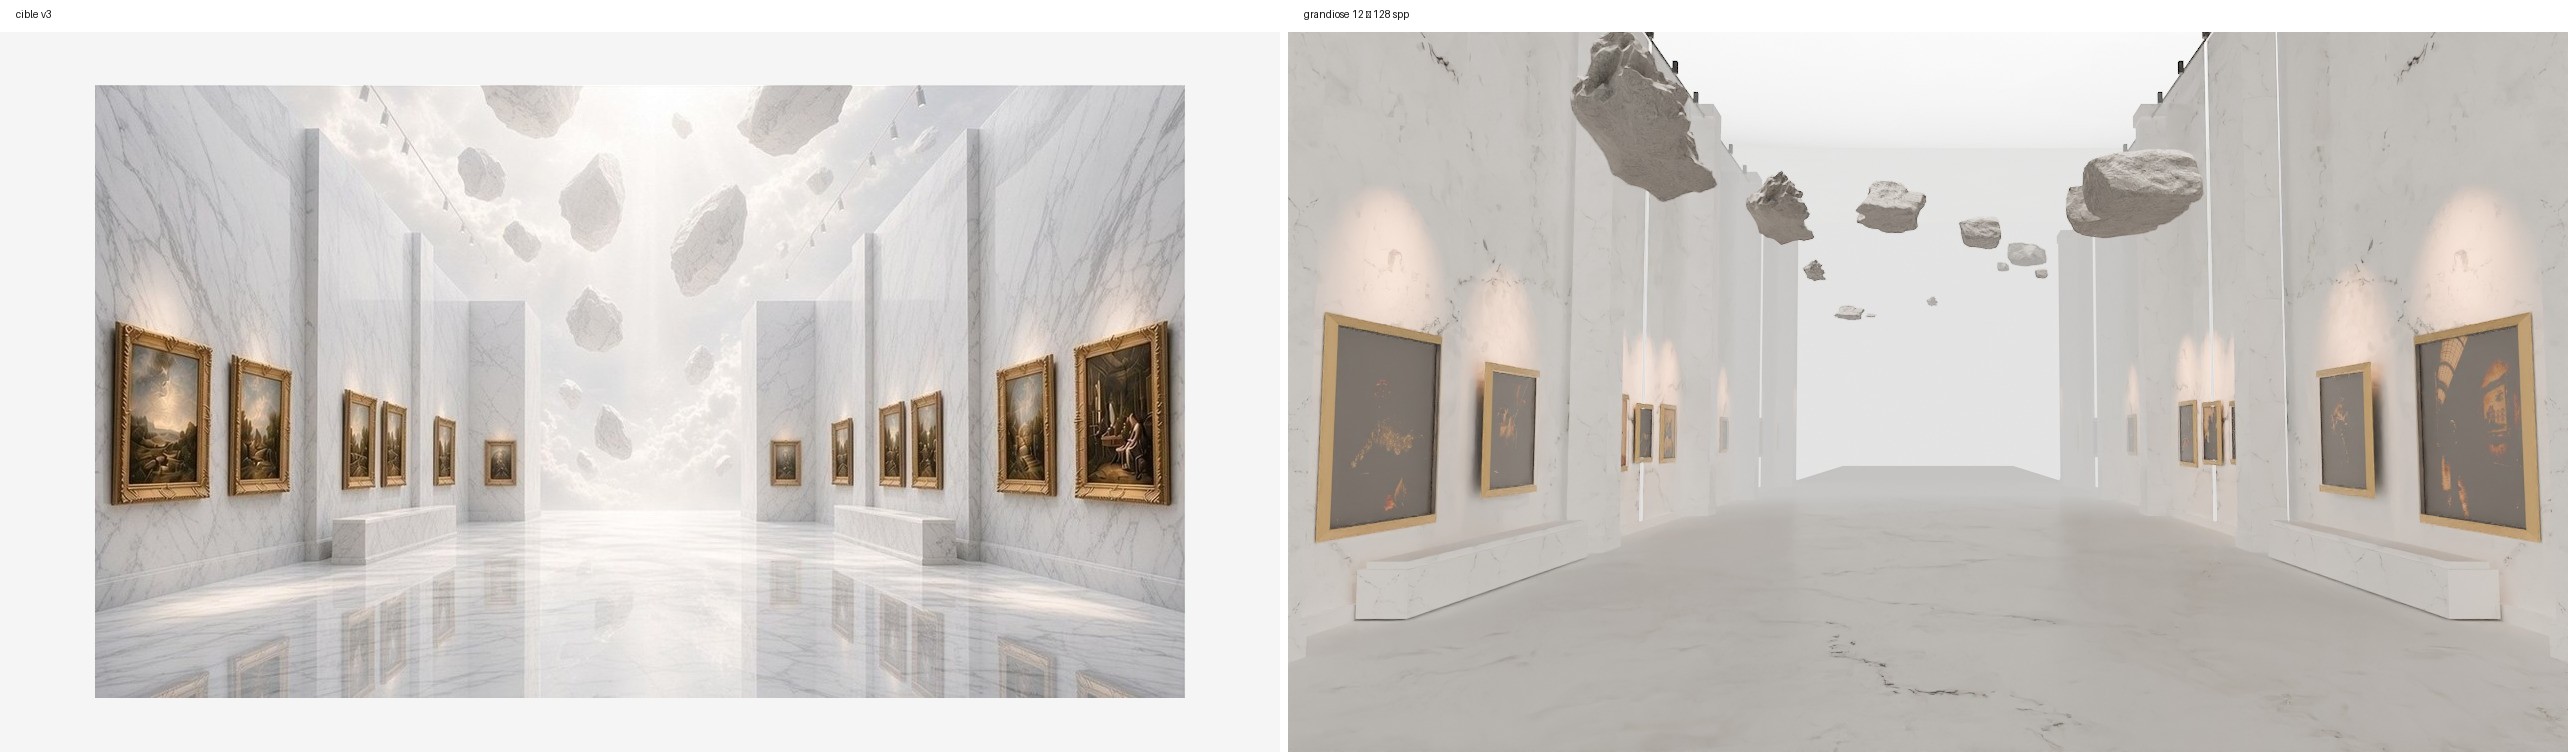 cible v3
grandiose 12 □ 128 spp